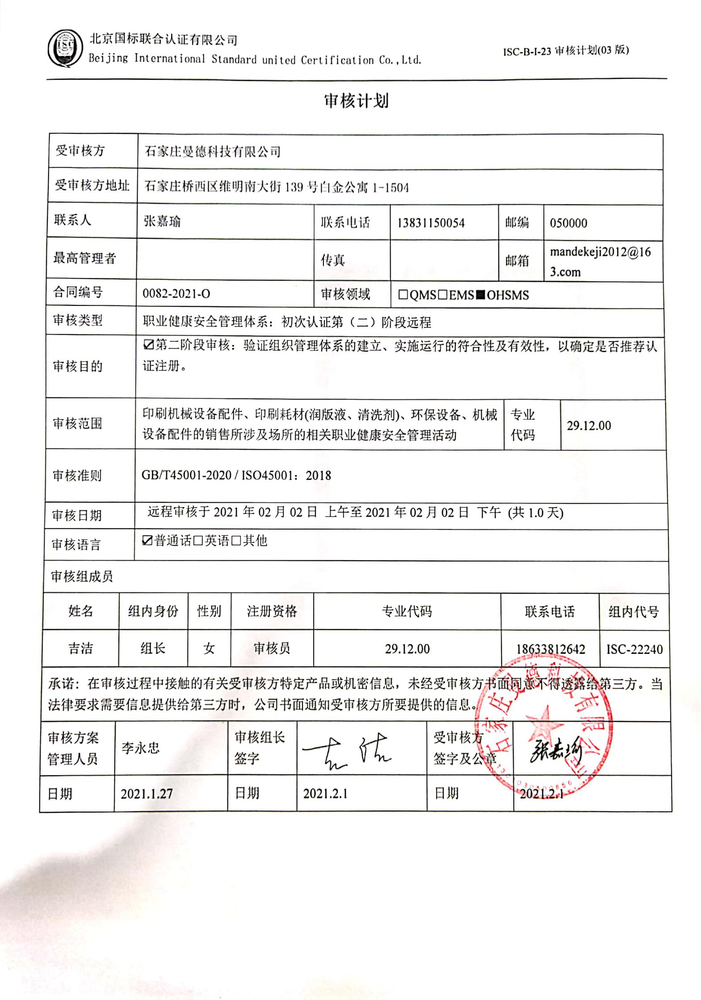 ISC
北京国标联合认证有限公司
Beijing International Standard united Certification Co.,Ltd.
ISC-B-I-23 审核计划(03 版)
审核计划
受审核方 石家庄曼德科技有限公司
受审核方地址 石家庄桥西区维明南大街 139 号白金公寓 1-1504
联系人 张嘉瑜 联系电话 13831150054 邮编 050000
最高管理者 传真 邮箱 mandekeji2012@16
3.com
合同编号 0082-2021-O 审核领域 □QMS□EMS■OHSMS
审核类型 职业健康安全管理体系：初次认证第（二）阶段远程
审核目的 ☑第二阶段审核：验证组织管理体系的建立、实施运行的符合性及有效性，以确定是否推荐认
证注册。
审核范围 印刷机械设备配件、印刷耗材(润版液、清洗剂)、环保设备、机械
设备配件的销售所涉及场所的相关职业健康安全管理活动
专业
代码
29.12.00
审核准则 GB/T45001-2020 / ISO45001：2018
审核日期 远程审核于 2021 年 02 月 02 日 上午至 2021 年 02 月 02 日 下午 (共 1.0 天)
审核语言 ☑普通话□英语□其他
审核组成员
姓名 组内身份 性别 注册资格 专业代码 联系电话 组内代号
吉洁 组长 女 审核员 29.12.00 18633812642 ISC-22240
承诺：在审核过程中接触的有关受审核方特定产品或机密信息，未经受审核方书面同意不得透露给第三方。当
法律要求需要信息提供给第三方时，公司书面通知受审核方所要提供的信息。
审核方案
管理人员
李永忠
审核组长
签字
吉洁
受审核方
签字及公章
张嘉瑜
石家庄曼德科技有限公司
日期 2021.1.27 日期 2021.2.1 日期 2021.2.1